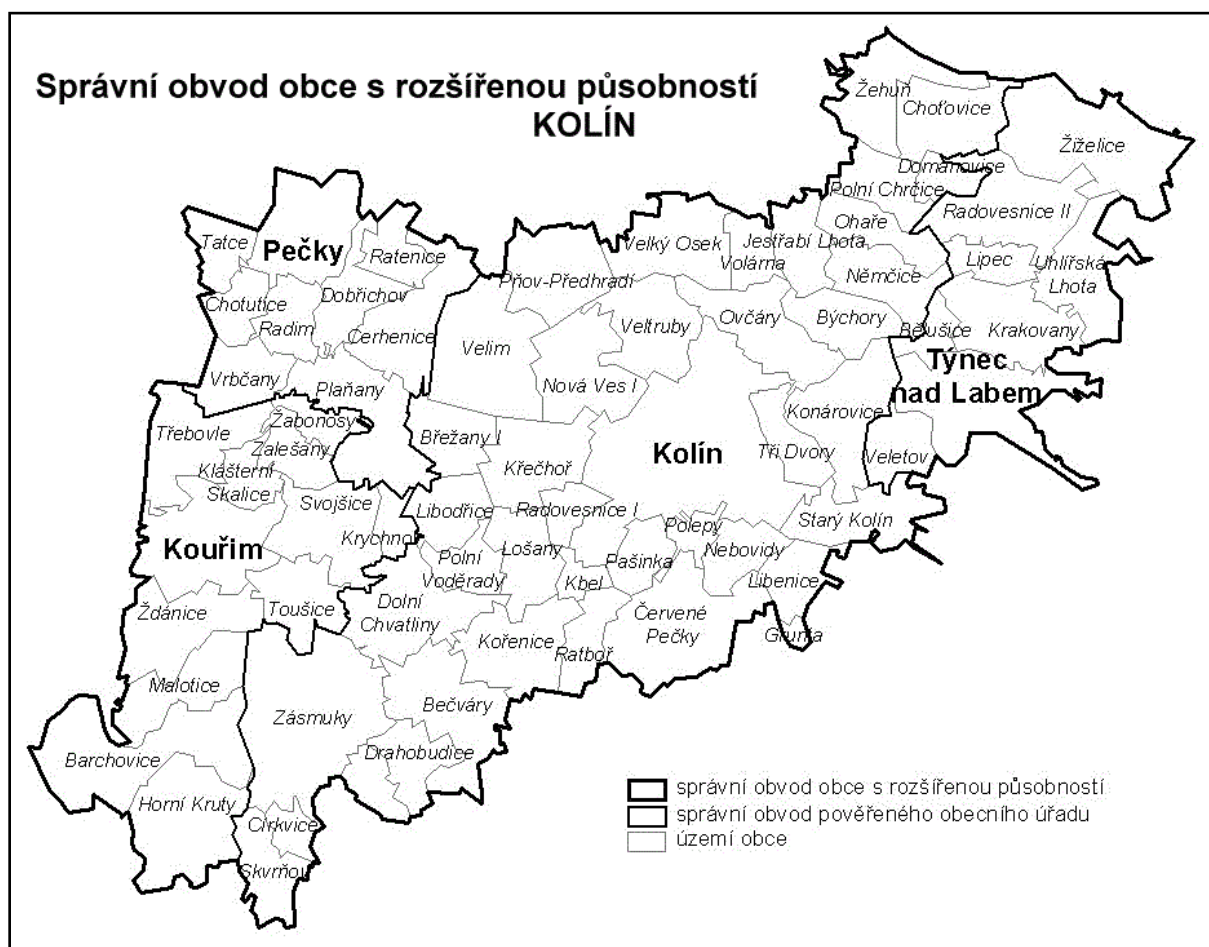 Správní obvod obce s rozšířenou působností
KOLÍN
Žehuň
Choťovice
Žiželice
Domanovise
Polní Chrčice
Radovesnice II
Ohaře
Tatce
Pečky
Ratenice
Velký Osek
Jestřabí Lhota
Volárna
Lipec
Uhlířská
Lhota
Němčice
Pňov-Předhradí
Chotutice
Dobřichov
Radim
Cerhenice
Veltruby
Ovčáry
Býchory
Bělušice
Krakovany
Velim
Týnec
nad Labem
Vrbčany
Plaňany
Nová Ves I
Konárovice
Žabonosy
Třebovle
Zalešany
Břežany I
Kolín
Tři Dvory
Veletov
Klášterní
Skalice
Křečhoř
Svojšice
Libodřice
Radovesnice I
Starý Kolín
Krychnov
Polepy
Kouřim
Polní
Voděrady
Lošany
Pašinka
Nebovidy
Kbel
Libenice
Ždánice
Toušice
Dolní
Chvatliny
Kořenice
Červené
Pečky
Ratboř
Grunta
Malotice
Zásmuky
Bečváry
Barchovice
Drahobudice
Horní Kruty
Církvice
Skvrňov
správní obvod obce s rozšířenou působností
správní obvod pověřeného obecního úřadu
území obce